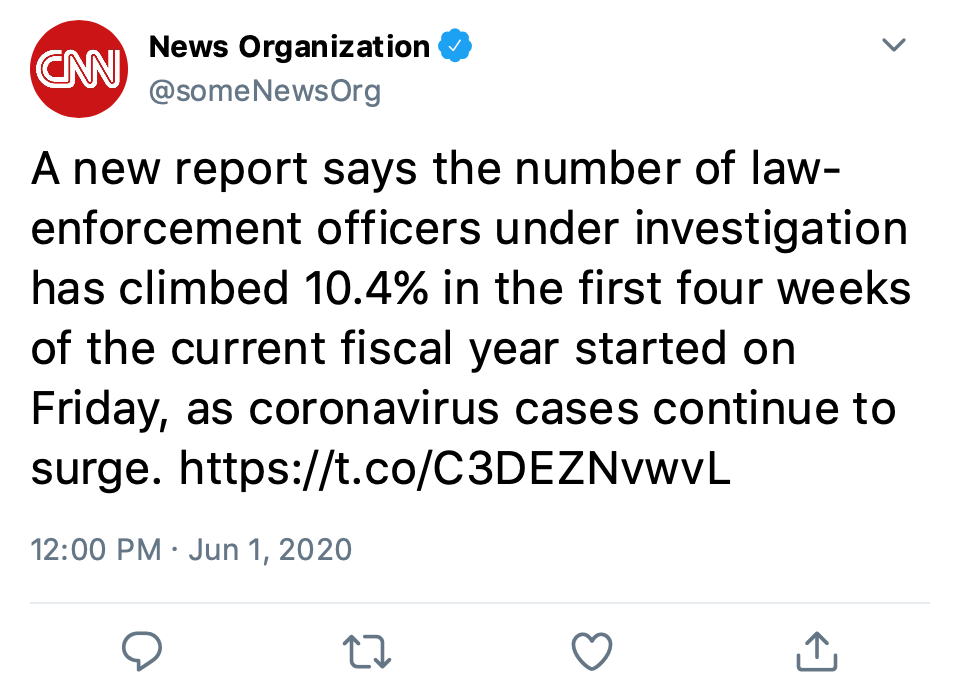 CNN
News Organization
@someNewsOrg
A new report says the number of law-
enforcement officers under investigation
has climbed 10.4% in the first four weeks
of the current fiscal year started on
Friday, as coronavirus cases continue to
surge. https://t.co/C3DEZNvwvL
12:00 PM · Jun 1, 2020